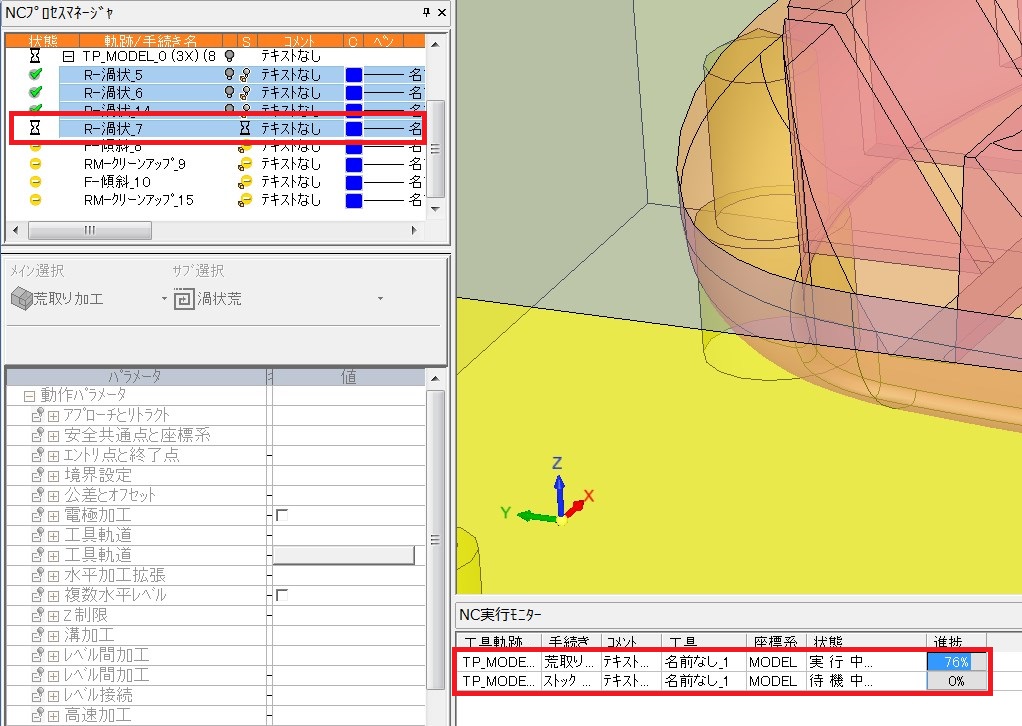 NCﾌﾟﾛｾｽﾏﾈｰｼﾞｬ
状態 軌跡/手続き名 S ｺﾒﾝﾄ C ﾍﾟﾝ
TP_MODEL_0 (3X) (8 ﾃｷｽﾄなし
R-渦状_5 ﾃｷｽﾄなし 名
R-渦状_6 ﾃｷｽﾄなし 名
R-渦状_14 ﾃｷｽﾄなし 名
R-渦状_7 ﾃｷｽﾄなし 名
F-傾斜_8 ﾃｷｽﾄなし 名
RM-ｸﾘｰﾝｱｯﾌﾟ_9 ﾃｷｽﾄなし 名
F-傾斜_10 ﾃｷｽﾄなし 名
RM-ｸﾘｰﾝｱｯﾌﾟ_15 ﾃｷｽﾄなし 名
ﾒｲﾝ選択 ｻﾌﾞ選択
荒取り加工 渦状荒
ﾊﾟﾗﾒｰﾀ 値
動作ﾊﾟﾗﾒｰﾀ
ｱﾌﾟﾛｰﾁとﾘﾄﾗｸﾄ
安全共通点と座標系
ｴﾝﾄﾘ点と終了点
境界設定
公差とｵﾌｾｯﾄ
電極加工
工具軌道
工具軌道
水平加工拡張
複数水平ﾚﾍﾞﾙ
Z制限
溝加工
ﾚﾍﾞﾙ間加工
ﾚﾍﾞﾙ間加工
ﾚﾍﾞﾙ接続
高速加工
Z
X
Y
NC実行ﾓﾆﾀｰ
工具軌跡 手続き ｺﾒﾝﾄ 工具 座標系 状態 進捗
TP_MODE... 荒取り... ﾃｷｽﾄ... 名前なし_1 MODEL 実 行 中... 76%
TP_MODE... ｽﾄｯｸ ... ﾃｷｽﾄ... 名前なし_1 MODEL 待 機 中... 0%